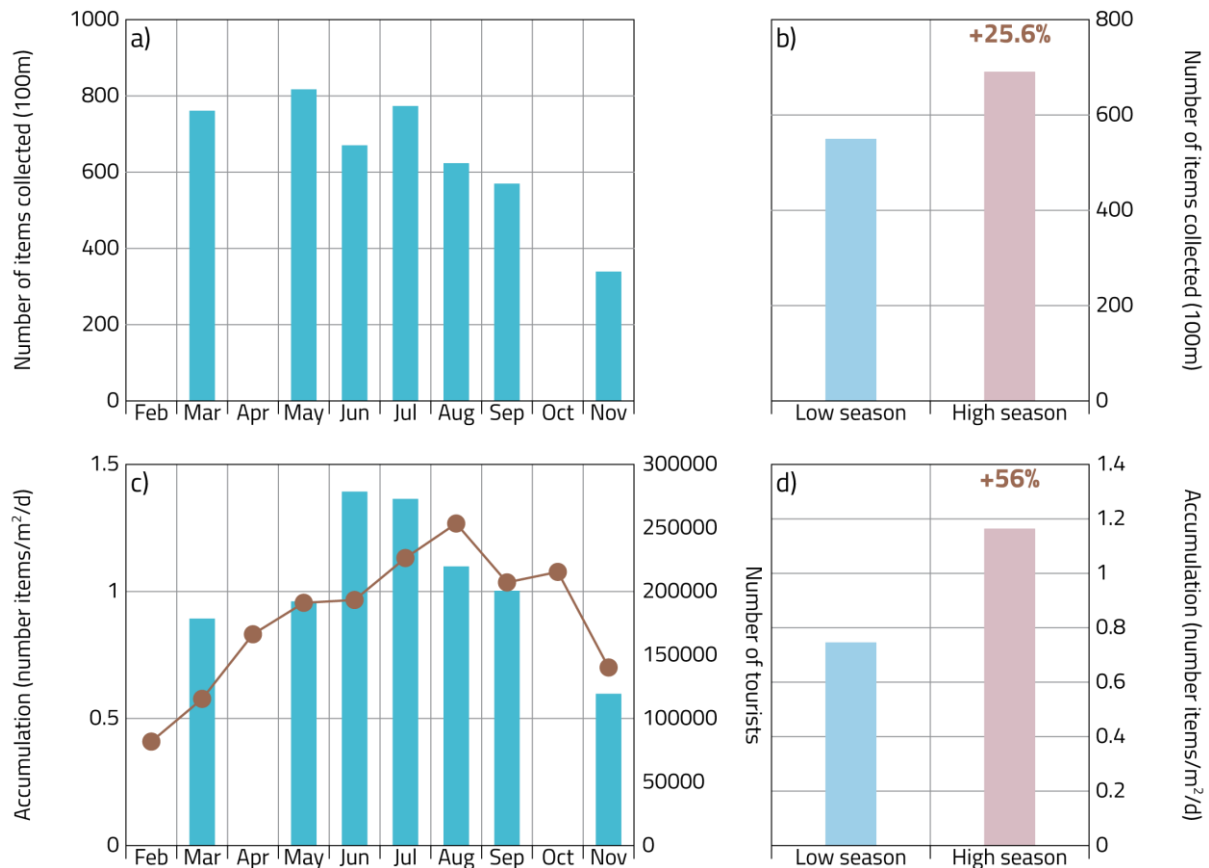 a)
Number of items collected (100m)
1000
800
600
400
200
0
Feb Mar Apr May Jun Jul Aug Sep Oct Nov
b)
+25.6%
800
600
400
200
0
Number of items collected (100m)
Low season High season
c)
Accumulation (number items/m²/d)
1.5
1
0.5
0
300000
250000
200000
150000
100000
50000
0
Number of tourists
Feb Mar Apr May Jun Jul Aug Sep Oct Nov
d)
+56%
1.4
1.2
1
0.8
0.6
0.4
0.2
0
Accumulation (number items/m²/d)
Low season High season